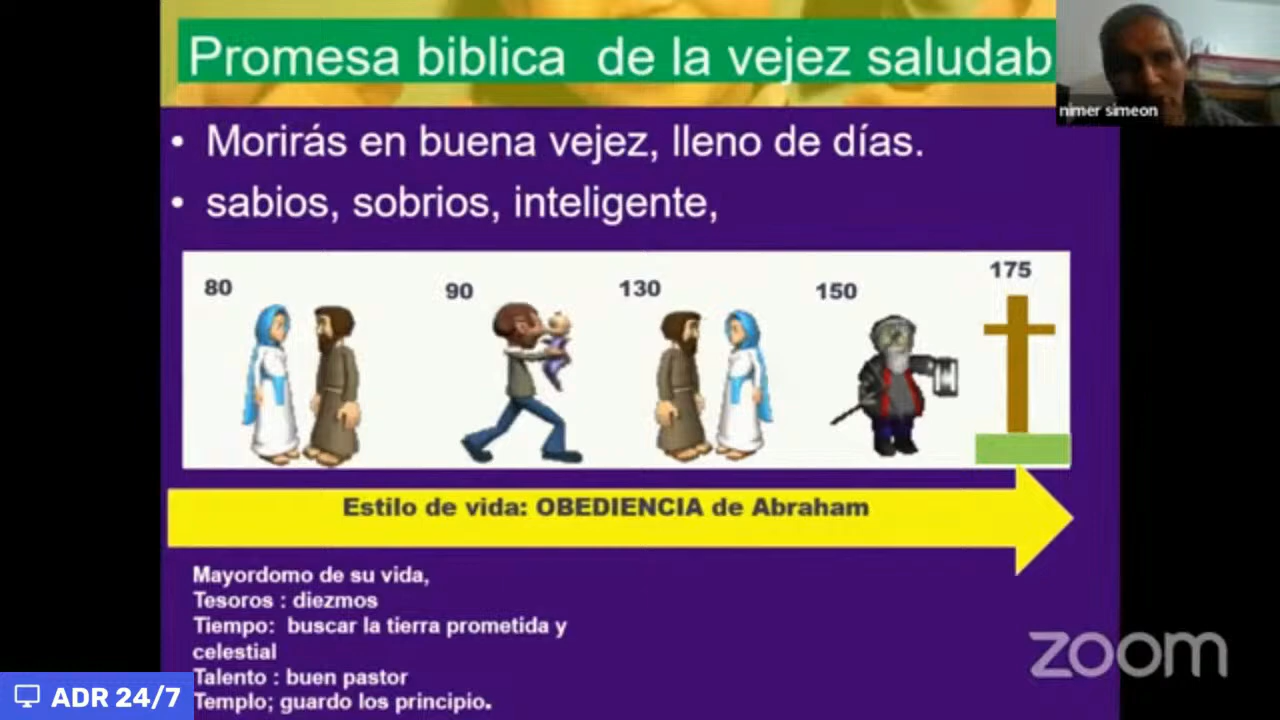 Promesa biblica de la vejez saludab
nimer simeon
• Morirás en buena vejez, lleno de días.
• sabios, sobrios, inteligente,
80
90
130
150
175
Estilo de vida: OBEDIENCIA de Abraham
Mayordomo de su vida,
Tesoros : diezmos
Tiempo: buscar la tierra prometida y
celestial
Talento : buen pastor
Templo; guardo los principio.
zoom
ADR 24/7